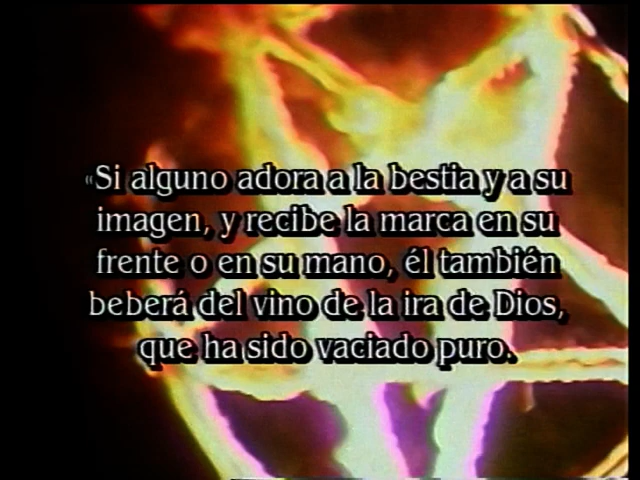 «Si alguno adora a la bestia y a su
imagen, y recibe la marca en su
frente o en su mano, él también
beberá del vino de la ira de Dios,
que ha sido vaciado puro.